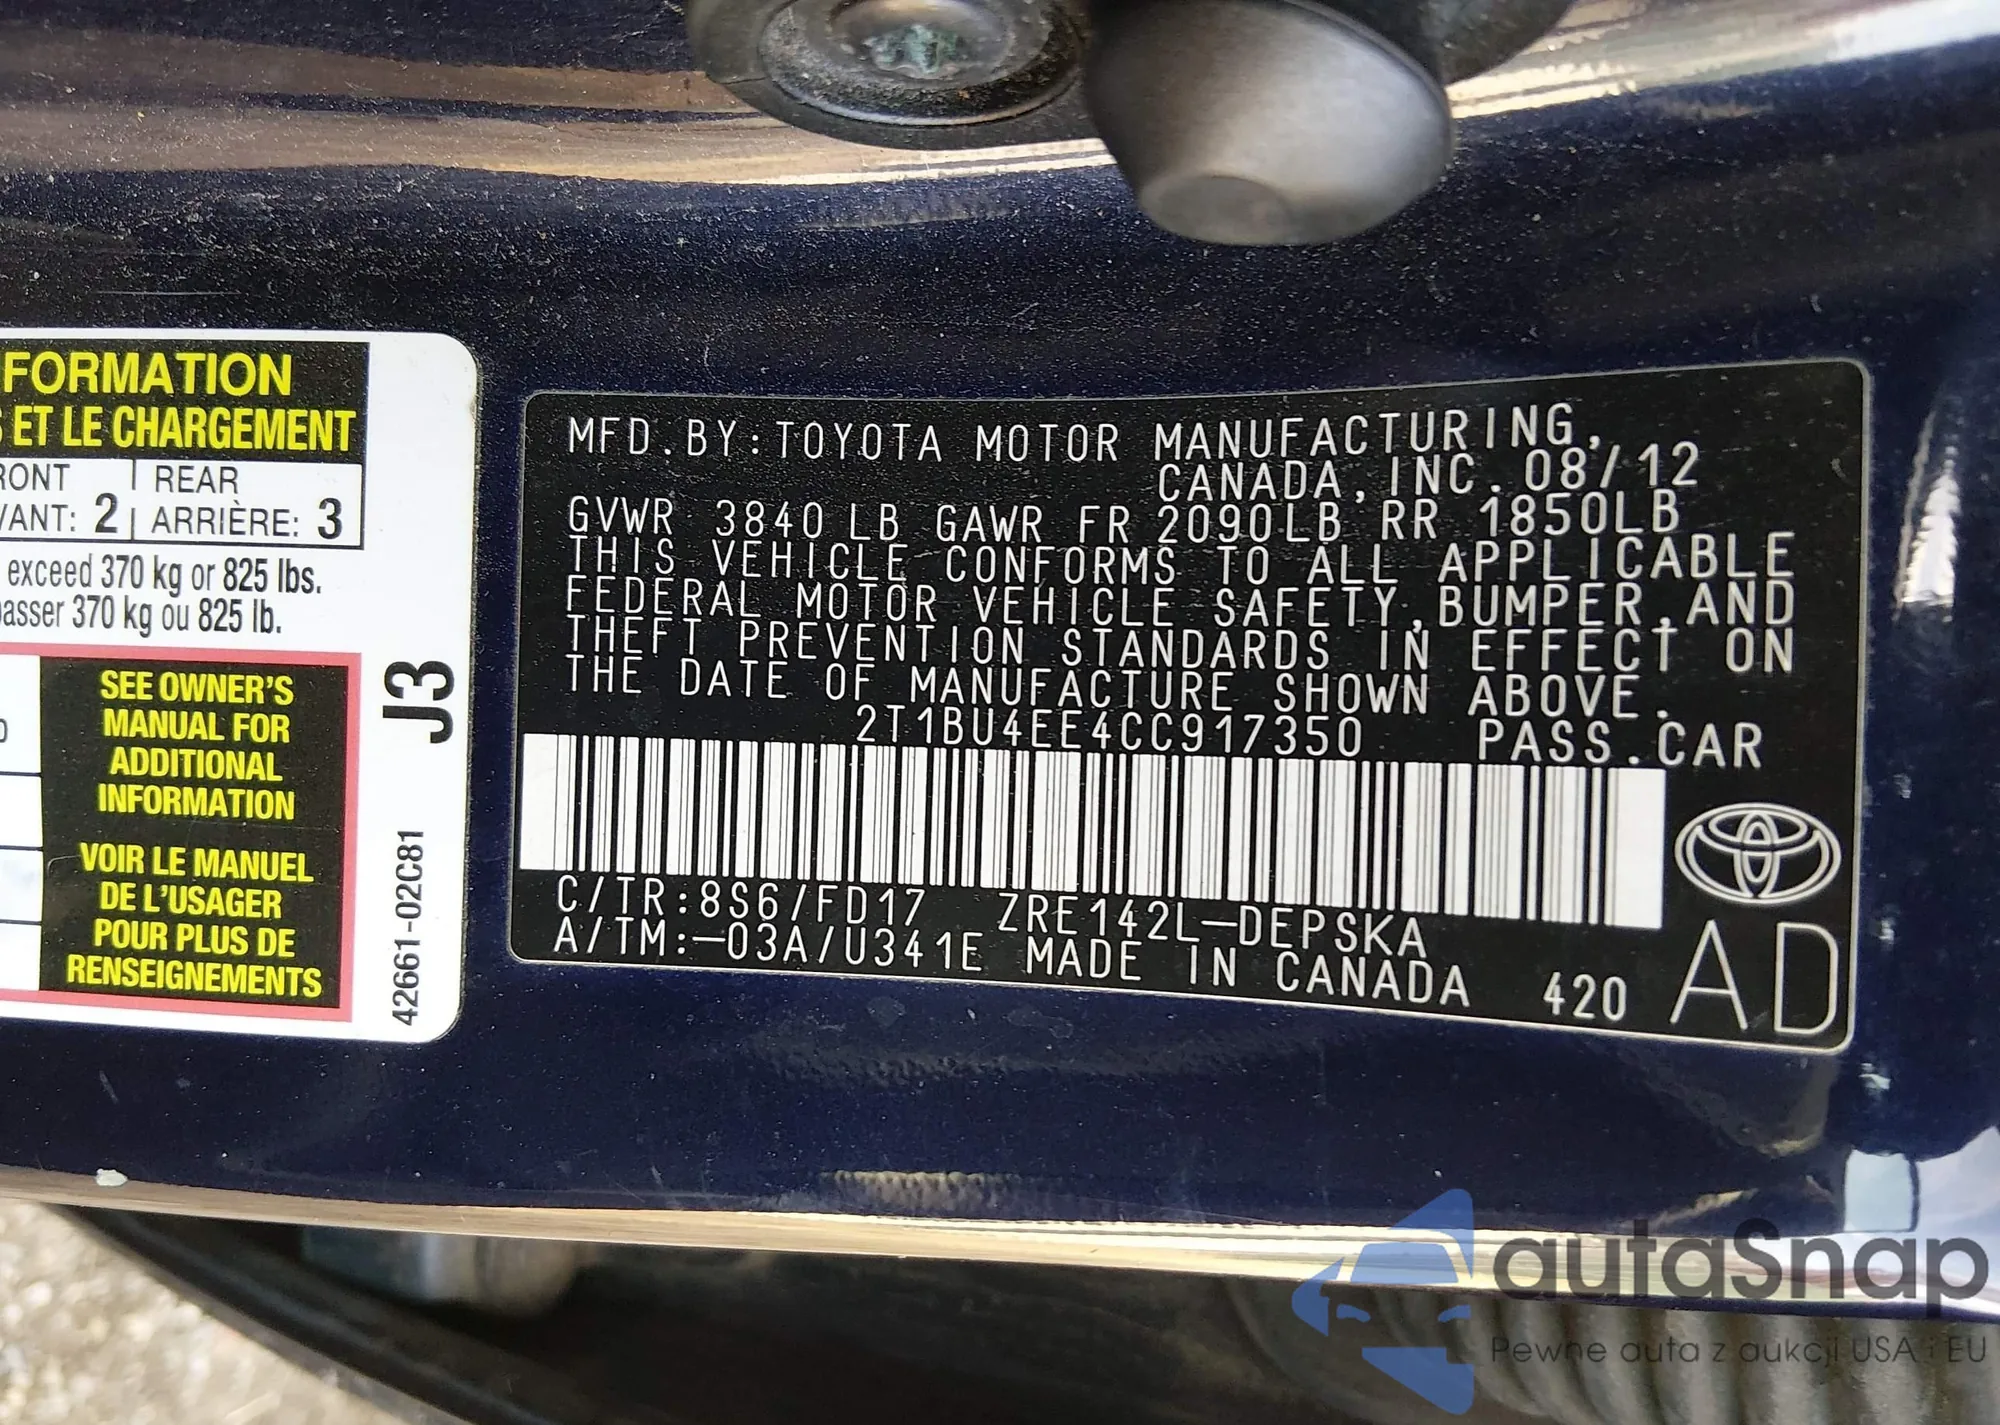 FORMATION
ET LE CHARGEMENT
REAR
2 ARRIÈRE: 3
exceed 370 kg or 825 lbs.
370 kg ou 825 lb.
SEE OWNER'S
MANUAL FOR
ADDITIONAL
INFORMATION
VOIR LE MANUEL
DE L'USAGER
POUR PLUS DE
RENSEIGNEMENTS
J3
42661-02C81
MFD.BY:TOYOTA MOTOR MANUFACTURING,
CANADA,INC.08/12
GVWR 3840LB GAWR FR 2090LB RR 1850LB
THIS VEHICLE CONFORMS TO ALL APPLICABLE
FEDERAL MOTOR VEHICLE SAFETY,BUMPER,AND
THEFT PREVENTION STANDARDS IN EFFECT ON
THE DATE OF MANUFACTURE SHOWN ABOVE.
2T1BU4EE4CC917350 PASS.CAR
C/TR:8S6/FD17 ZRE142L-DEPSKA
A/TM:-03A/U341E MADE IN CANADA 420
AD
autaSnap
Pewne auta z aukcji USA i EU